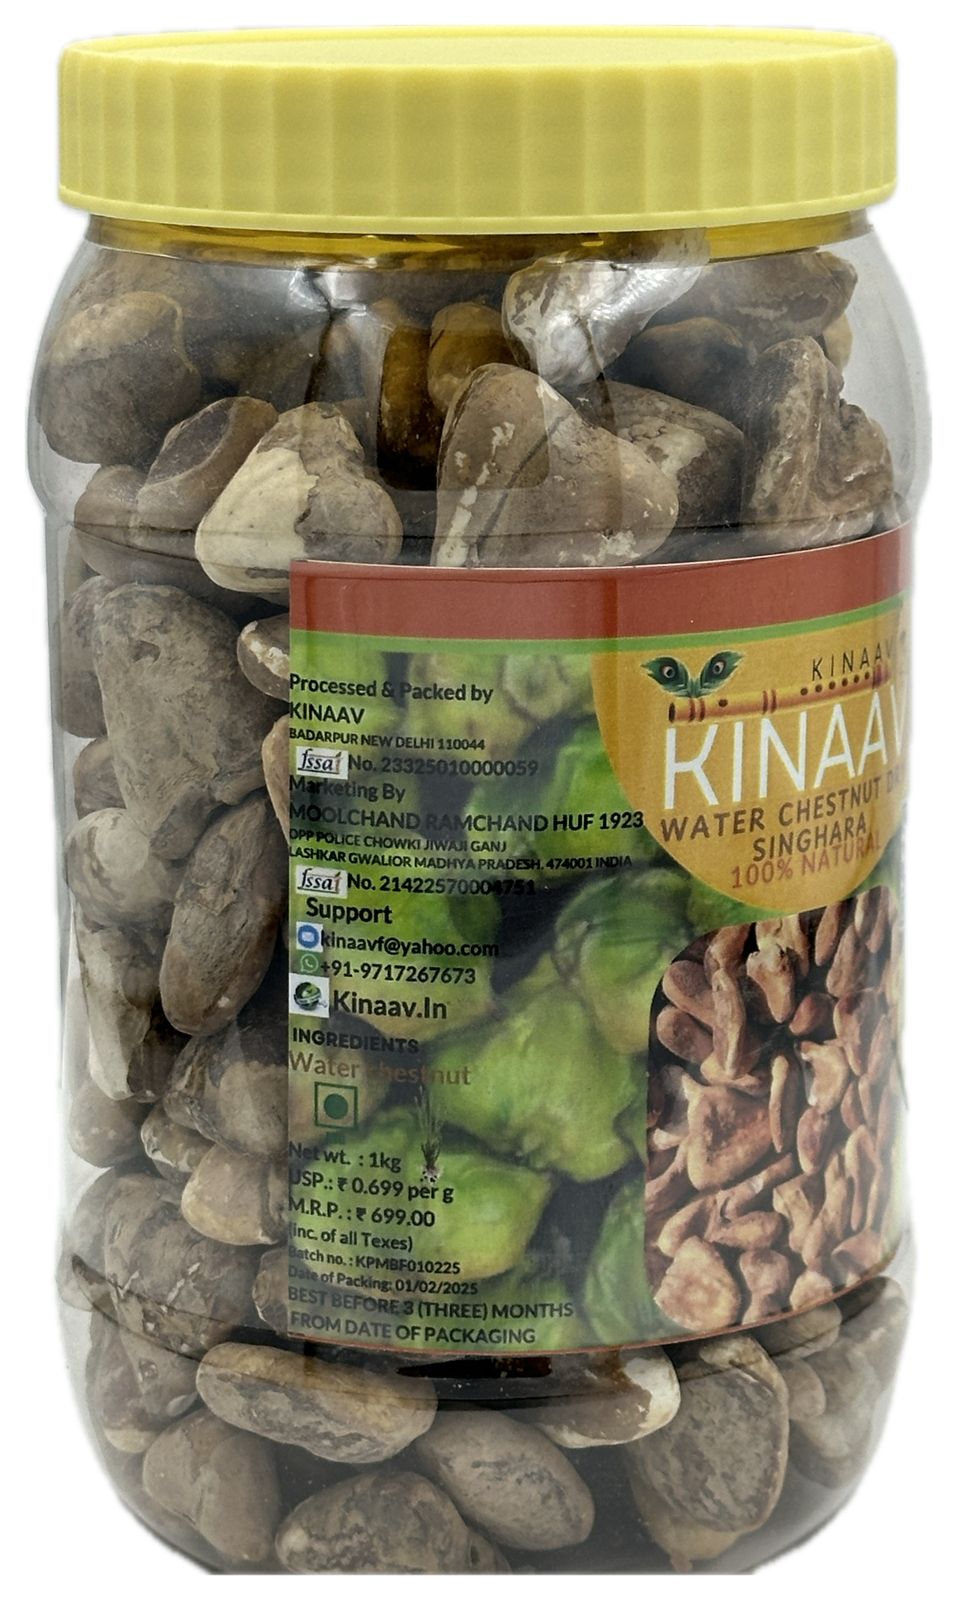 Processed & Packed by
KINAAV
BADARPUR NEW DELHI 110044
fssai No. 23325010000059
Marketing By
MOOLCHAND RAMCHAND HUF 1923
OPP POLICE CHOWKI JIWAJI GANJ
LASHKAR GWALIOR MADHYA PRADESH. 474001 INDIA
fssai No. 21422570004751
Support
kinaavf@yahoo.com
+91-9717267673
Kinaav.In
INGREDIENTS
Water chestnut
Net wt. : 1kg
USP.: ₹ 0.699 per g
M.R.P. : ₹ 699.00
(inc. of all Texes)
Batch no. : KPMBF010225
Date of Packing: 01/02/2025
BEST BEFORE 3 (THREE) MONTHS
FROM DATE OF PACKAGING
KINAAV
KINAAV
WATER CHESTNUT
SINGHARA
100% NATURAL